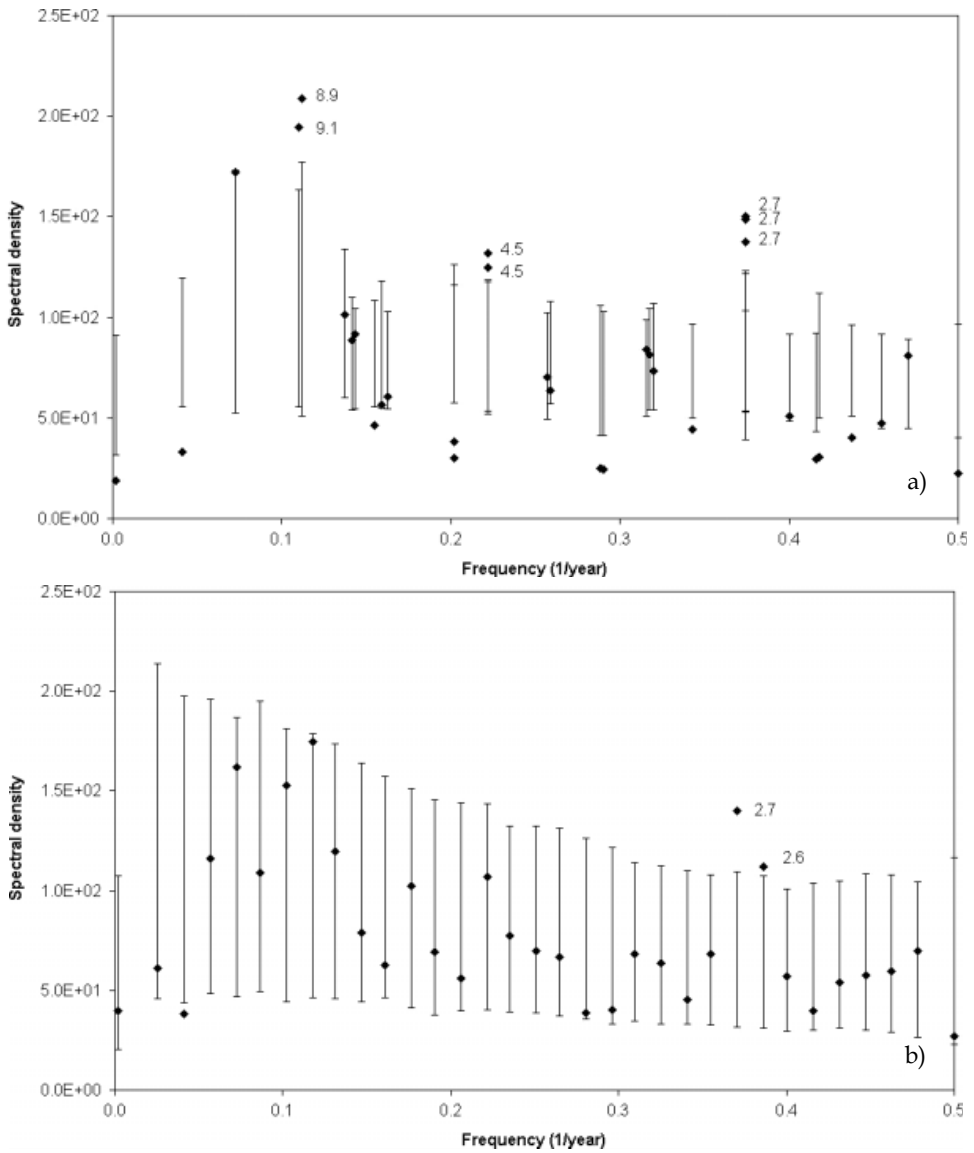 2.5E+02
2.0E+02
1.5E+02
1.0E+02
5.0E+01
0.0E+00
Spectral density
8.9
9.1
4.5
4.5
2.7
2.7
2.7
a)
0.0 0.1 0.2 0.3 0.4 0.5
Frequency (1/year)
2.5E+02
2.0E+02
1.5E+02
1.0E+02
5.0E+01
0.0E+00
Spectral density
2.7
2.6
b)
0.0 0.1 0.2 0.3 0.4 0.5
Frequency (1/year)